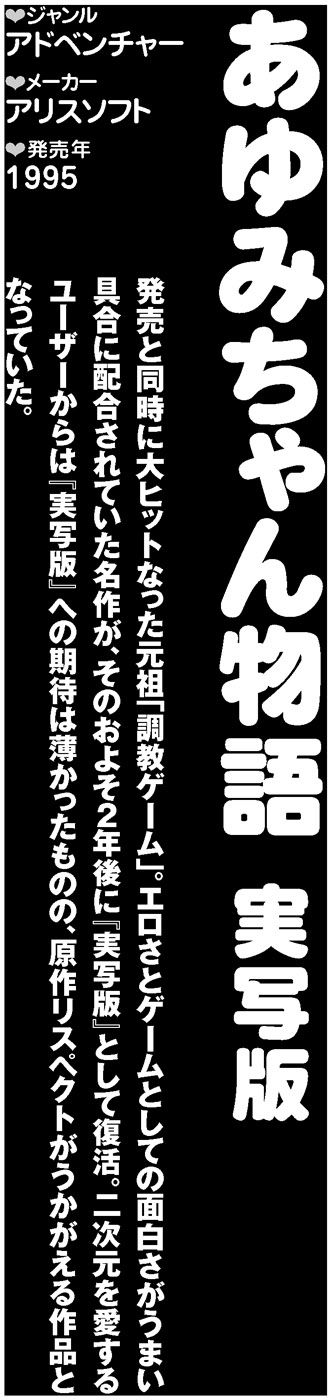 あゆみちゃん物語 実写版
❤ジャンル
アドベンチャー
❤メーカー
アリスソフト
❤発売年
1995
発売と同時に大ヒットなった元祖「調教ゲーム」。エロさとゲームとしての面白さがうまい
具合に配合されていた名作が、そのおよそ2年後に『実写版』として復活。二次元を愛する
ユーザーからは『実写版』への期待は薄かったものの、原作リスペクトがうかがえる作品と
なっていた。